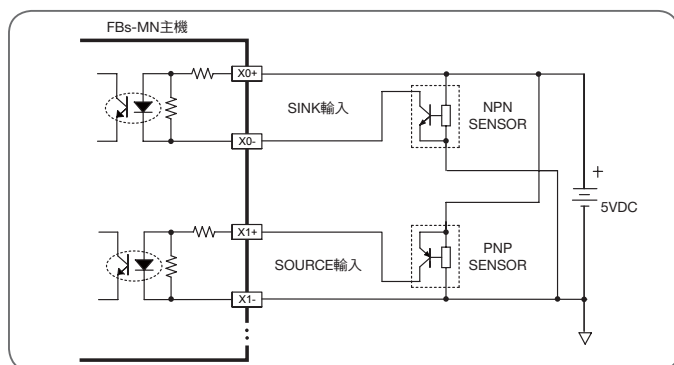 FBs-MN主機
X0+
SINK輸入
NPN
SENSOR
X0-
+
5VDC
X1+
SOURCE輸入
PNP
SENSOR
X1-